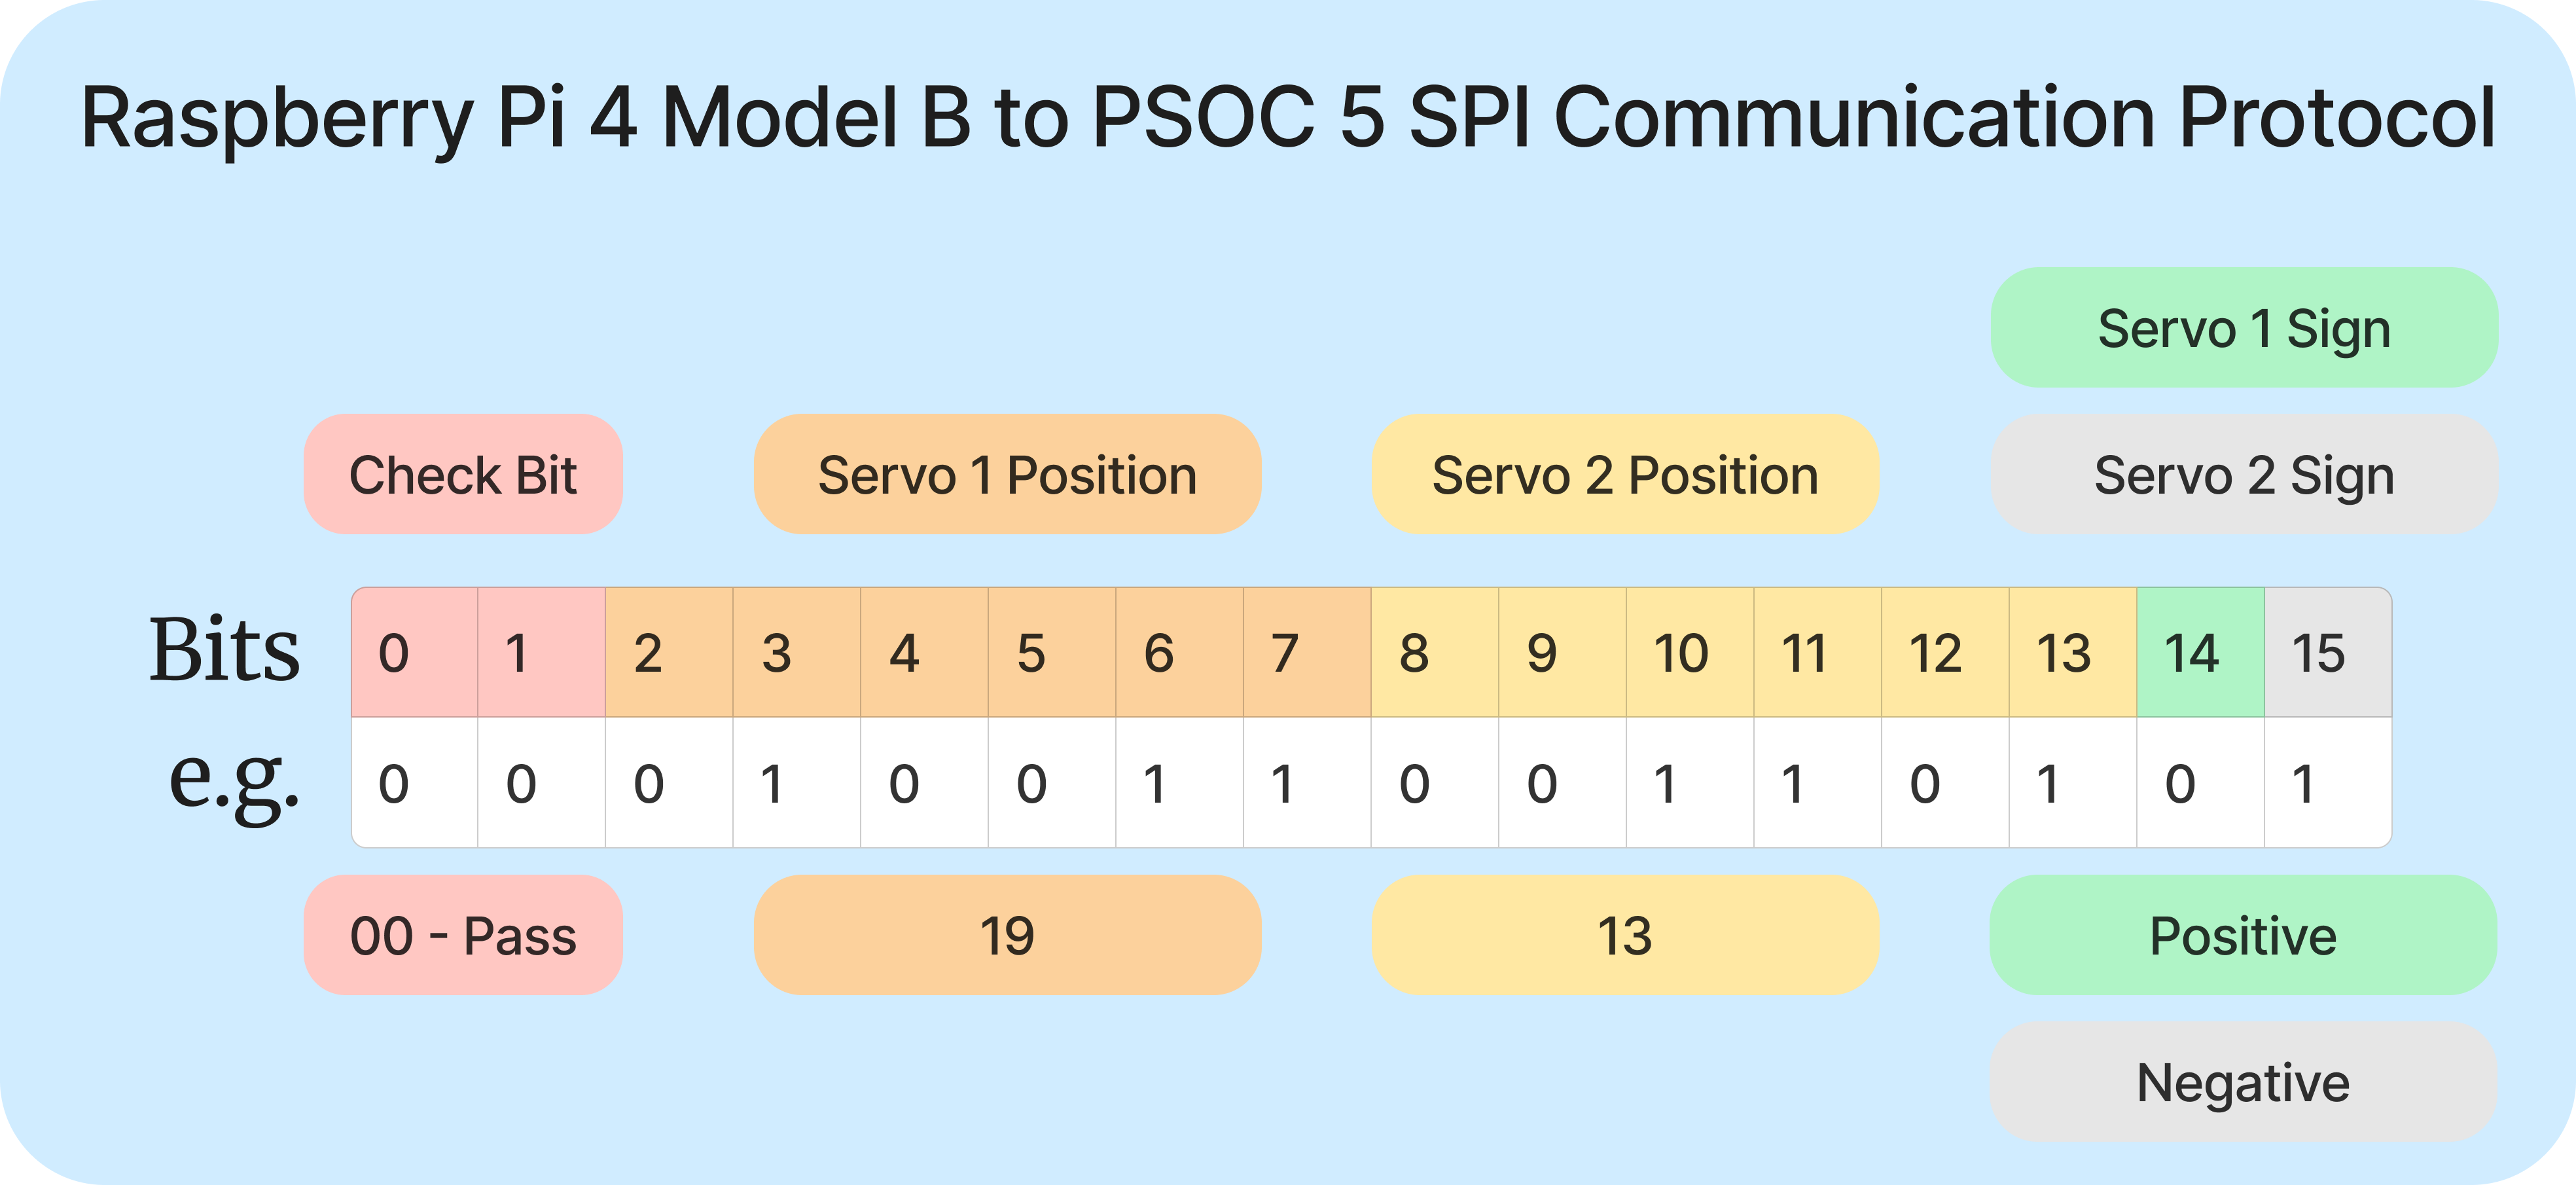 Raspberry Pi 4 Model B to PSOC 5 SPI Communication Protocol
Servo 1 Sign
Check Bit Servo 1 Position Servo 2 Position Servo 2 Sign
Bits 0 1 2 3 4 5 6 7 8 9 10 11 12 13 14 15
e.g. 0 0 0 1 0 0 1 1 0 0 1 1 0 1 0 1
00 - Pass 19 13 Positive
Negative